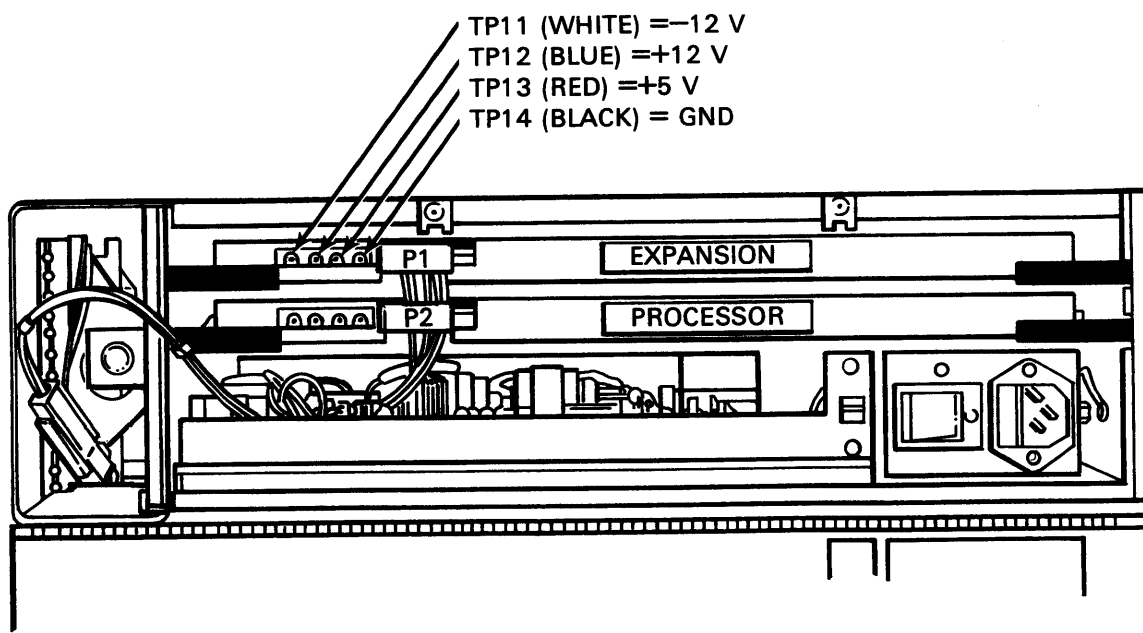 TP11 (WHITE) =−12 V
TP12 (BLUE) =+12 V
TP13 (RED) =+5 V
TP14 (BLACK) = GND
P1
EXPANSION
P2
PROCESSOR